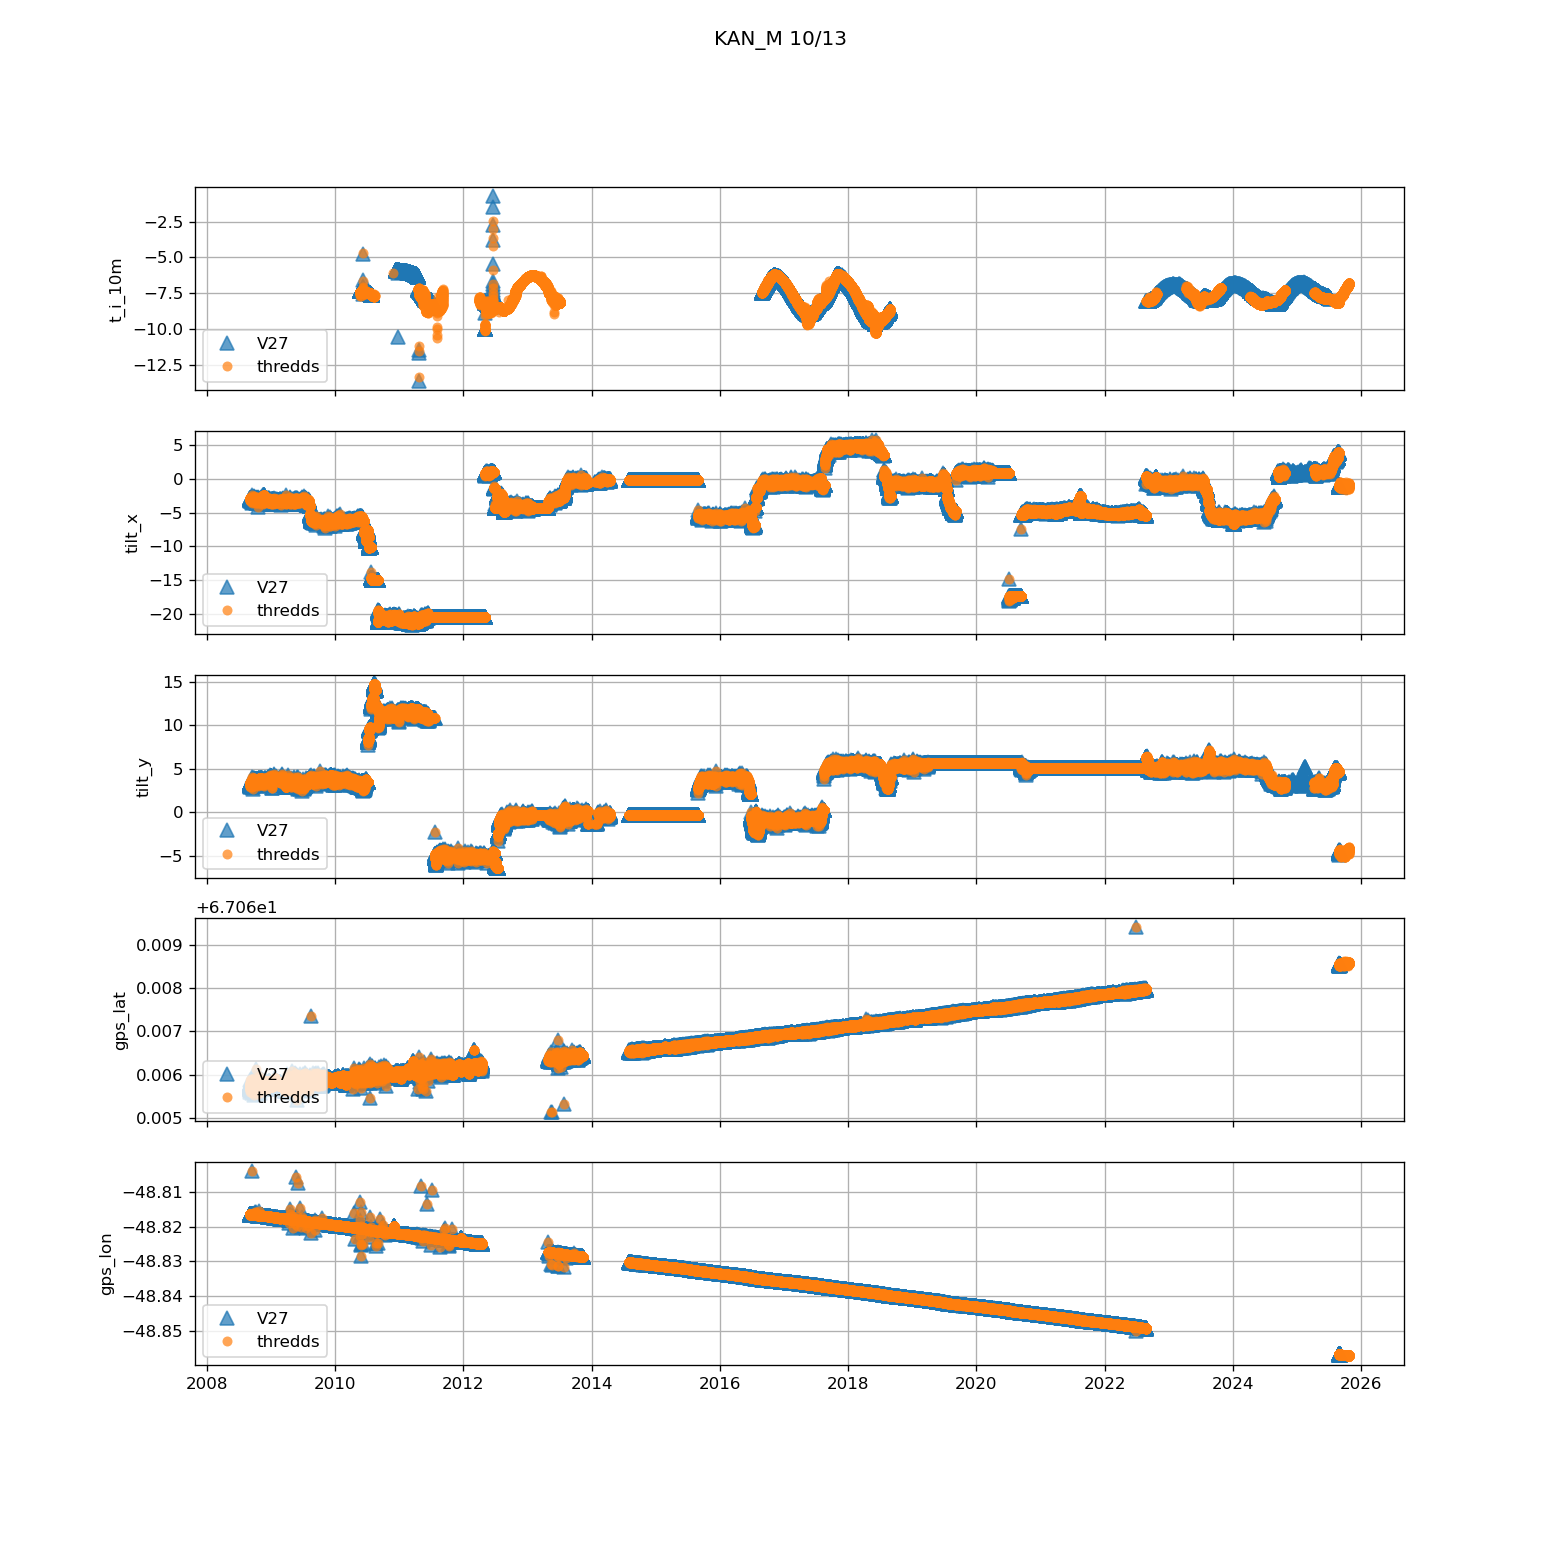 KAN_M 10/13
t_i_10m
−2.5
−5.0
−7.5
−10.0
−12.5
V27
thredds
tilt_x
5
0
−5
−10
−15
−20
V27
thredds
tilt_y
15
10
5
0
−5
V27
thredds
+6.706e1
gps_lat
0.009
0.008
0.007
0.006
0.005
V27
thredds
gps_lon
−48.81
−48.82
−48.83
−48.84
−48.85
V27
thredds
2008 2010 2012 2014 2016 2018 2020 2022 2024 2026